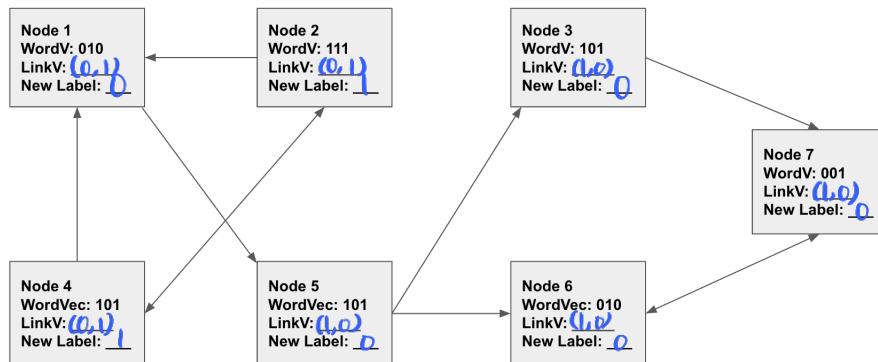 Node 1
WordV: 010
LinkV: (0,1)
New Label: 0
Node 2
WordV: 111
LinkV: (0,1)
New Label: 1
Node 3
WordV: 101
LinkV: (1,0)
New Label: 0
Node 7
WordV: 001
LinkV: (1,0)
New Label: 0
Node 4
WordVec: 101
LinkV: (0,1)
New Label: 1
Node 5
WordVec: 101
LinkV: (1,0)
New Label: 0
Node 6
WordVec: 010
LinkV: (1,0)
New Label: 0